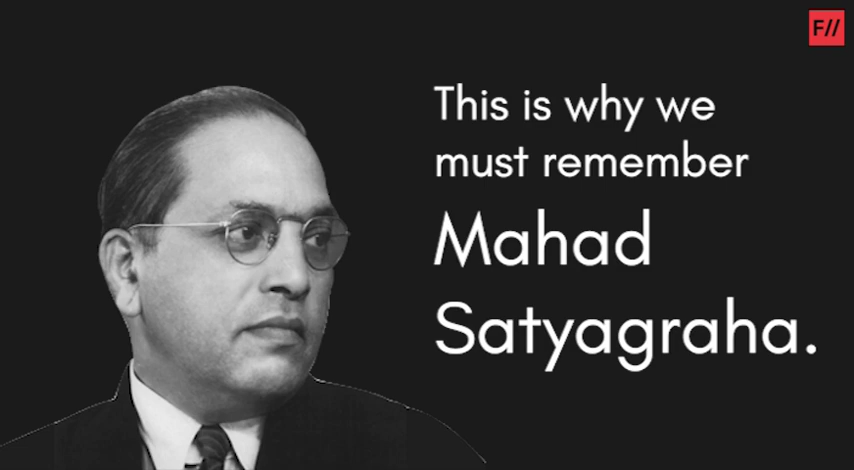 F//
This is why we
must remember
Mahad
Satyagraha.